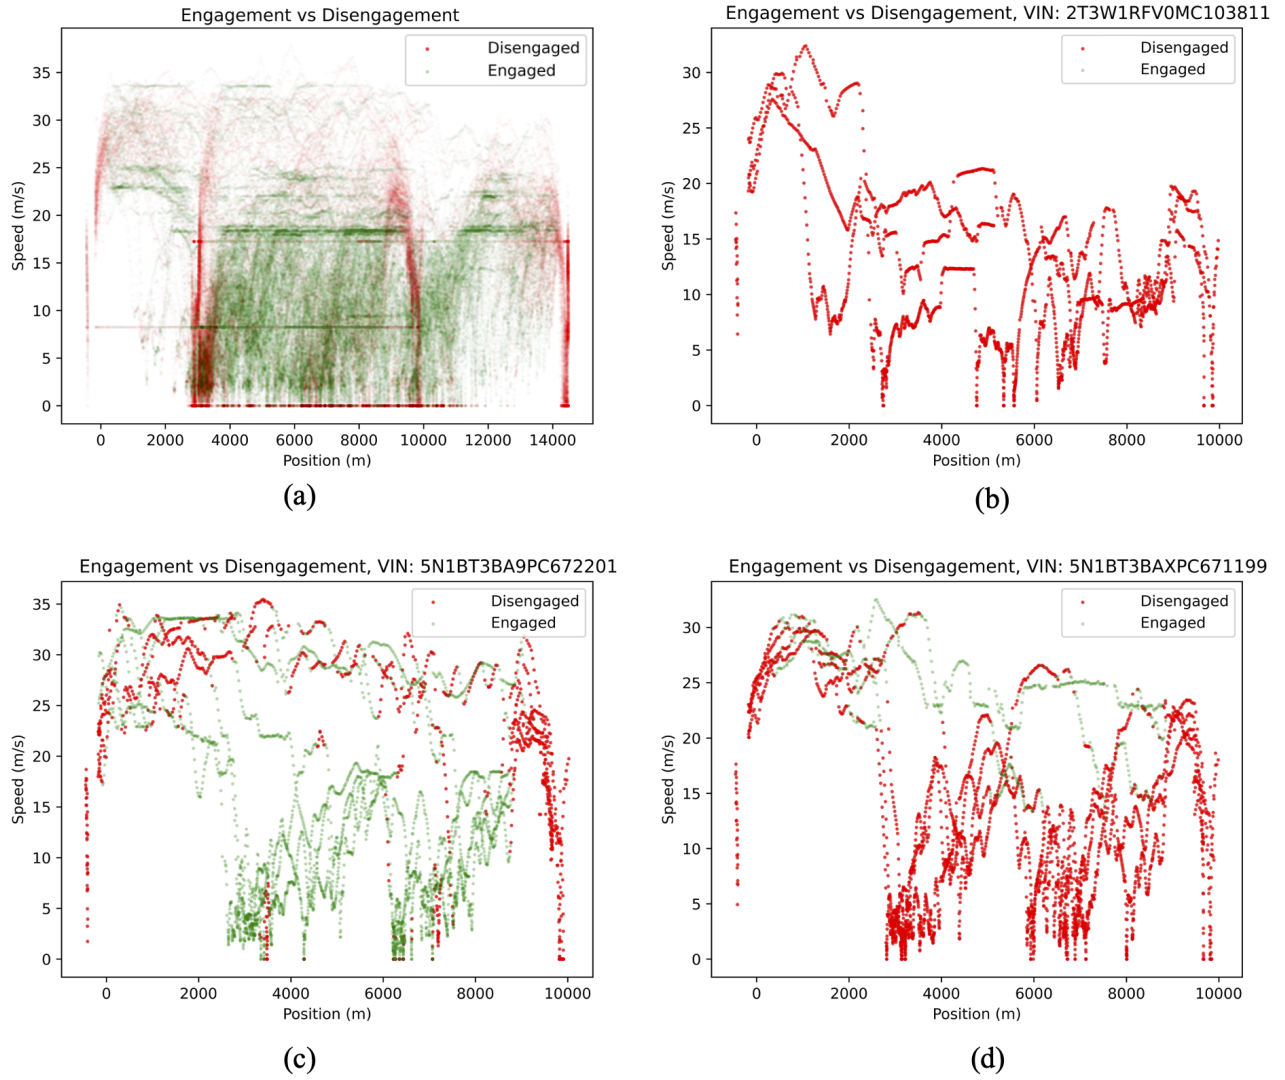 Engagement vs Disengagement
Disengaged
Engaged
35
30
25
20
15
10
5
0
Speed (m/s)
0 2000 4000 6000 8000 10000 12000 14000
Position (m)
(a)
Engagement vs Disengagement, VIN: 2T3W1RFV0MC103811
Disengaged
Engaged
30
25
20
15
10
5
0
Speed (m/s)
0 2000 4000 6000 8000 10000
Position (m)
(b)
Engagement vs Disengagement, VIN: 5N1BT3BA9PC672201
Disengaged
Engaged
35
30
25
20
15
10
5
0
Speed (m/s)
0 2000 4000 6000 8000 10000
Position (m)
(c)
Engagement vs Disengagement, VIN: 5N1BT3BAXPC671199
Disengaged
Engaged
30
25
20
15
10
5
0
Speed (m/s)
0 2000 4000 6000 8000 10000
Position (m)
(d)